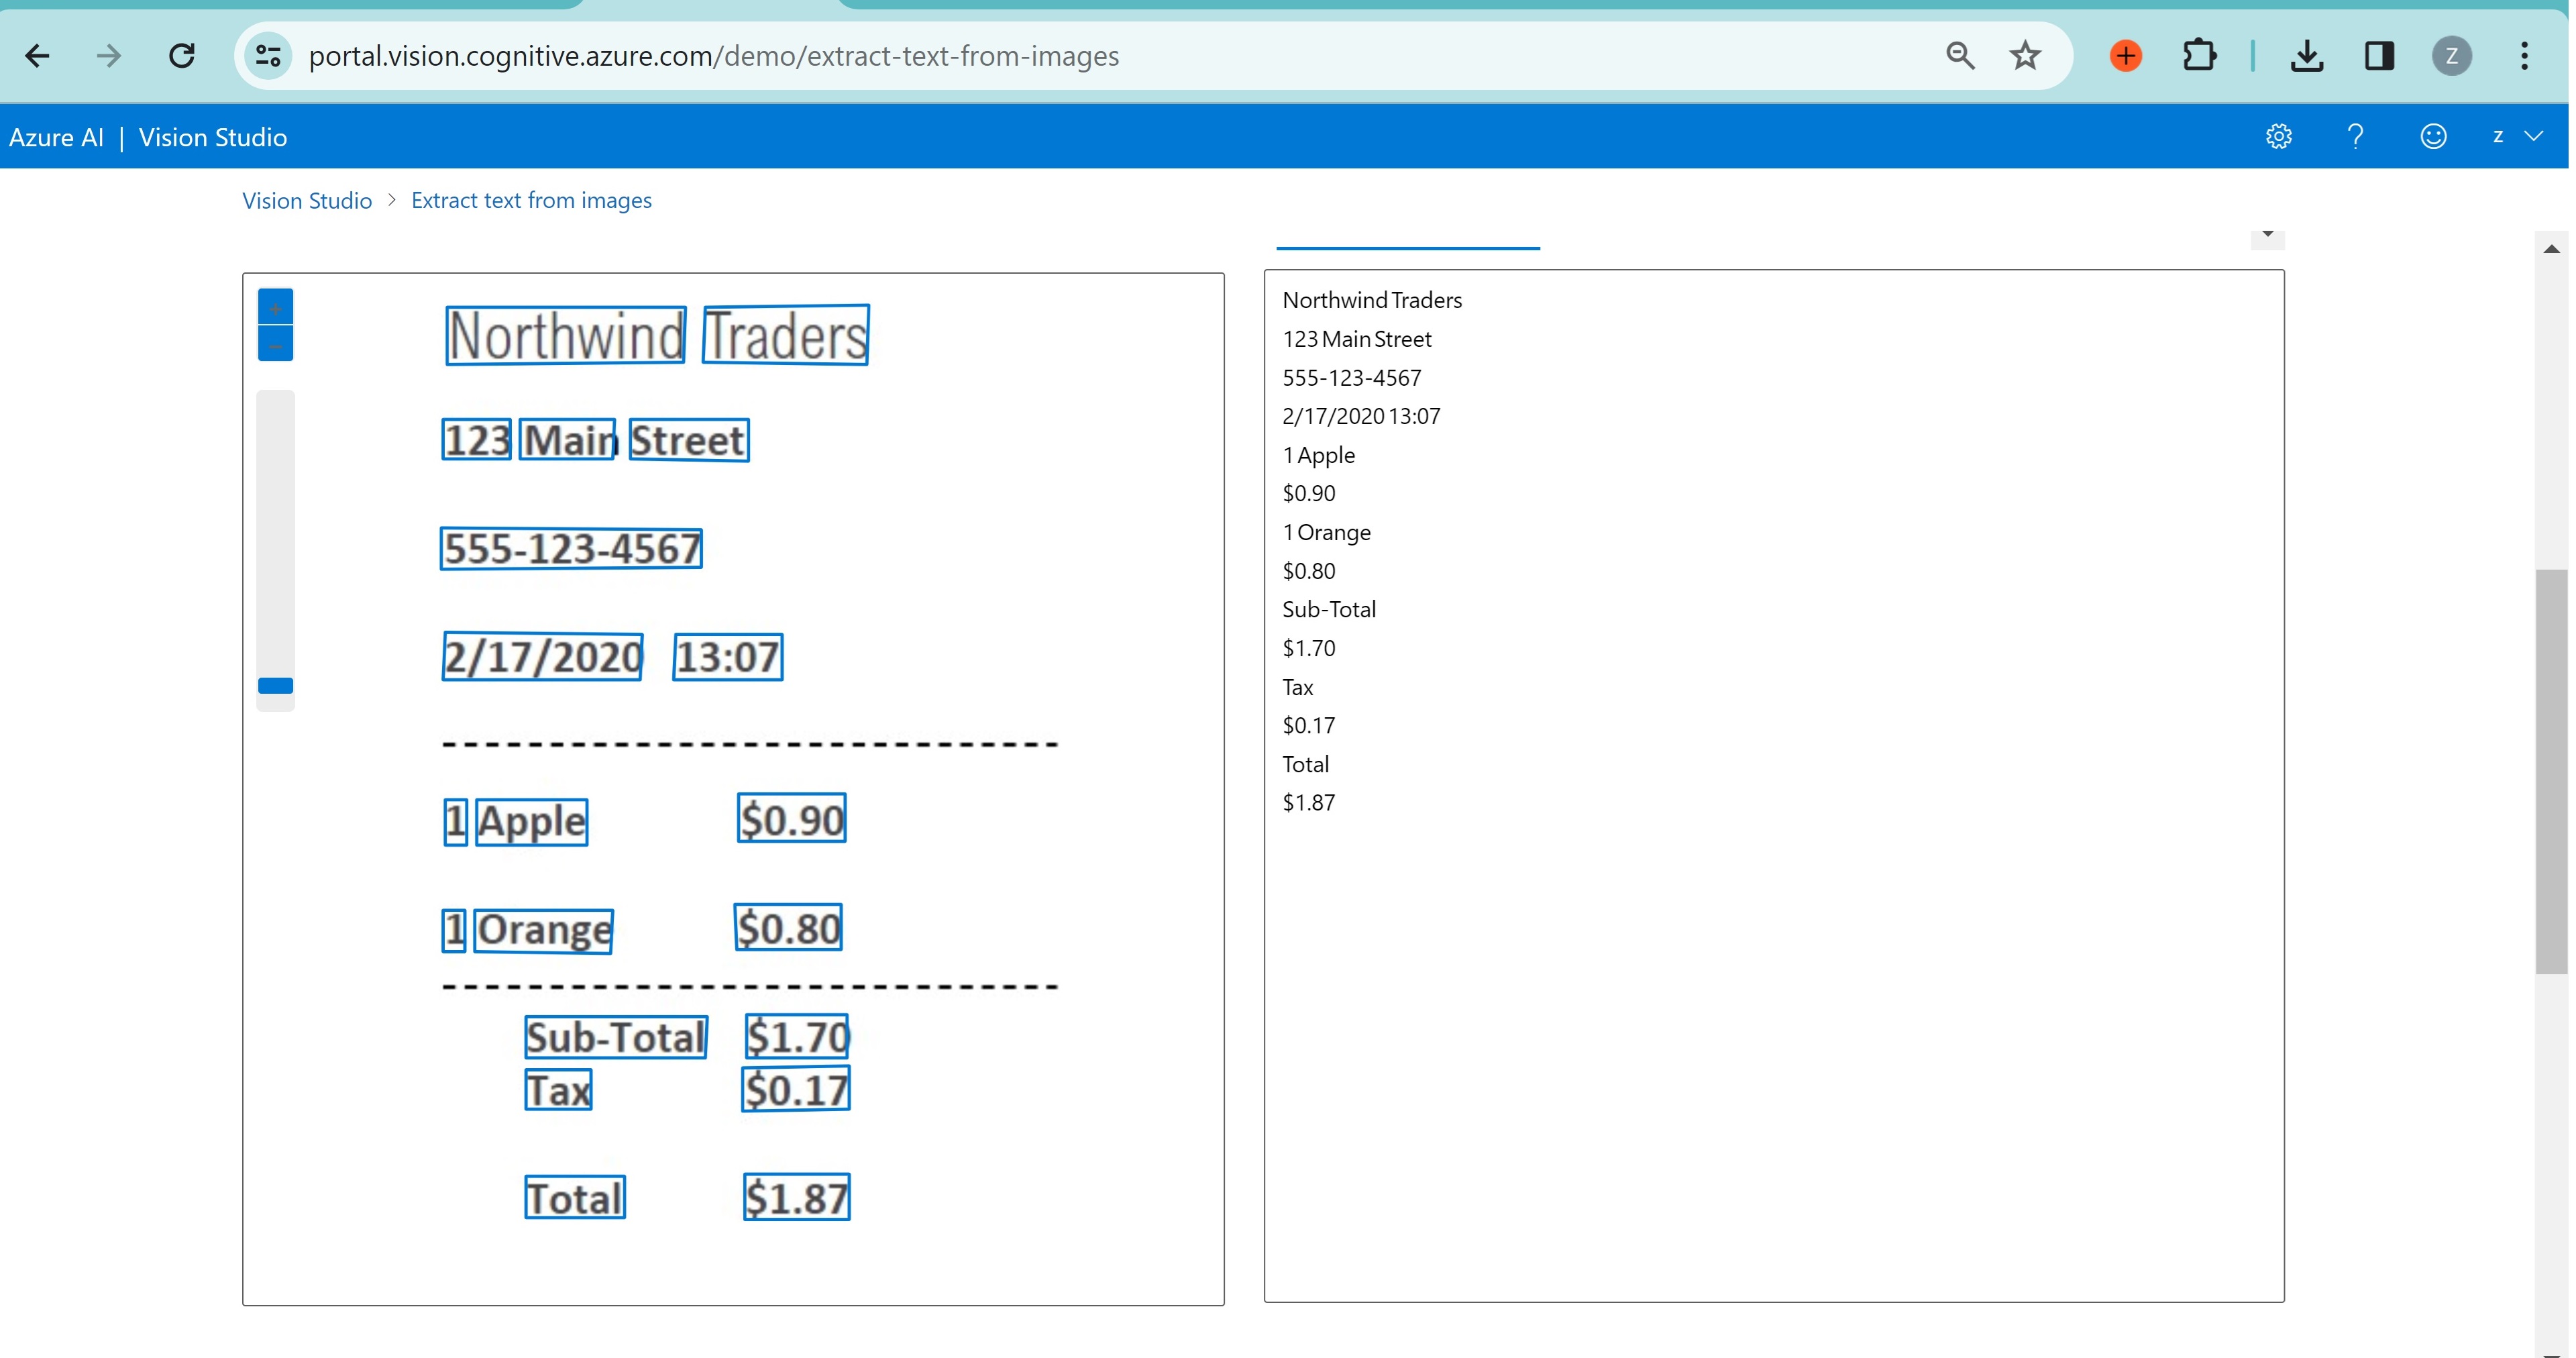 portal.vision.cognitive.azure.com/demo/extract-text-from-images
Z
Azure AI | Vision Studio
z
Vision Studio > Extract text from images
Northwind Traders
123 Main Street
555-123-4567
2/17/2020 13:07
------------------------------
1 Apple $0.90
1 Orange $0.80
------------------------------
Sub-Total $1.70
Tax $0.17
Total $1.87
Northwind Traders
123 Main Street
555-123-4567
2/17/2020 13:07
1 Apple
$0.90
1 Orange
$0.80
Sub-Total
$1.70
Tax
$0.17
Total
$1.87